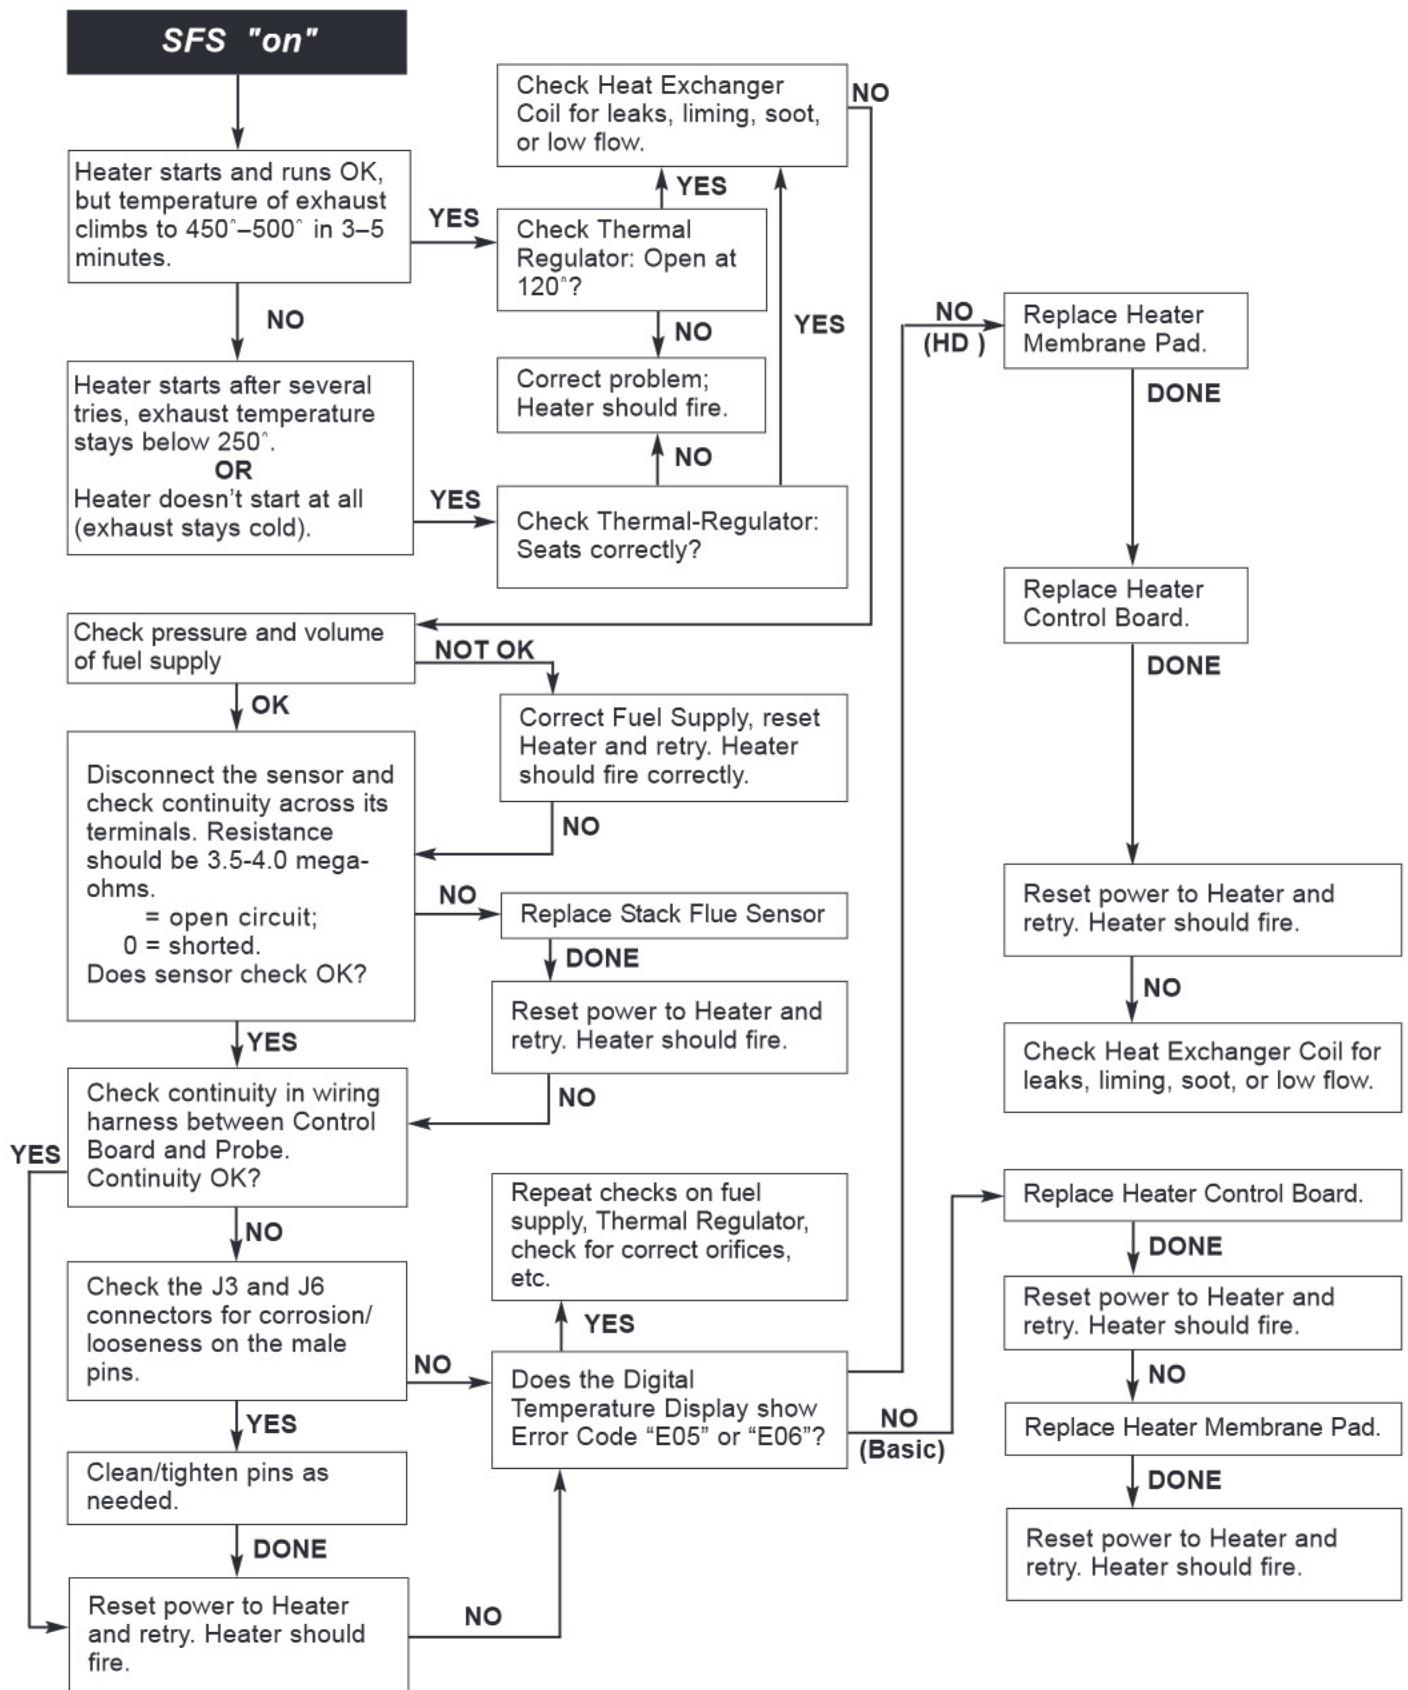 SFS "on"
Heater starts and runs OK,
but temperature of exhaust
climbs to 450˚–500˚ in 3–5
minutes.
YES
Check Thermal
Regulator: Open at
120˚?
YES
Check Heat Exchanger
Coil for leaks, liming, soot,
or low flow.
NO
NO
Correct problem;
Heater should fire.
NO
YES
NO
Heater starts after several
tries, exhaust temperature
stays below 250˚.
OR
Heater doesn't start at all
(exhaust stays cold).
YES
Check Thermal-Regulator:
Seats correctly?
Check pressure and volume
of fuel supply
NOT OK
OK
Correct Fuel Supply, reset
Heater and retry. Heater
should fire correctly.
NO
Disconnect the sensor and
check continuity across its
terminals. Resistance
should be 3.5-4.0 mega-
ohms.
= open circuit;
0 = shorted.
Does sensor check OK?
NO
Replace Stack Flue Sensor
DONE
Reset power to Heater and
retry. Heater should fire.
NO
YES
Check continuity in wiring
harness between Control
Board and Probe.
Continuity OK?
YES
NO
Check the J3 and J6
connectors for corrosion/
looseness on the male
pins.
NO
YES
Clean/tighten pins as
needed.
DONE
Reset power to Heater
and retry. Heater should
fire.
NO
Repeat checks on fuel
supply, Thermal Regulator,
check for correct orifices,
etc.
YES
Does the Digital
Temperature Display show
Error Code “E05” or “E06”?
NO
(HD )
Replace Heater
Membrane Pad.
DONE
Replace Heater
Control Board.
DONE
Reset power to Heater and
retry. Heater should fire.
NO
Check Heat Exchanger Coil for
leaks, liming, soot, or low flow.
NO
(Basic)
Replace Heater Control Board.
DONE
Reset power to Heater and
retry. Heater should fire.
NO
Replace Heater Membrane Pad.
DONE
Reset power to Heater and
retry. Heater should fire.